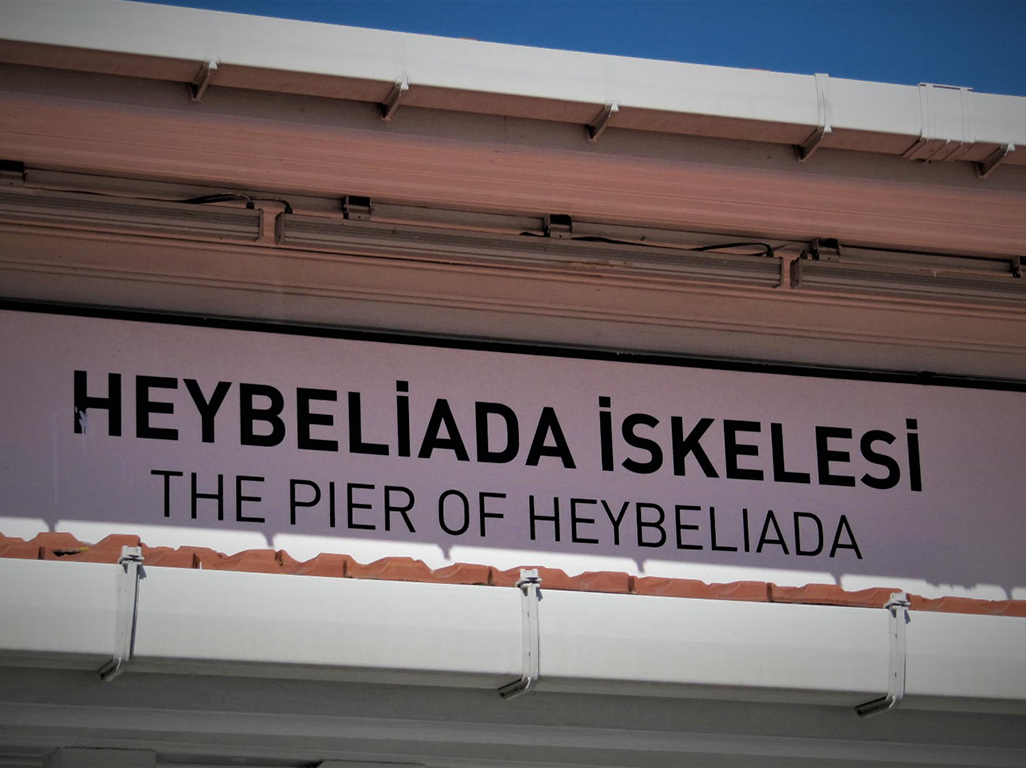 HEYBELİADA İSKELESİ
THE PIER OF HEYBELIADA